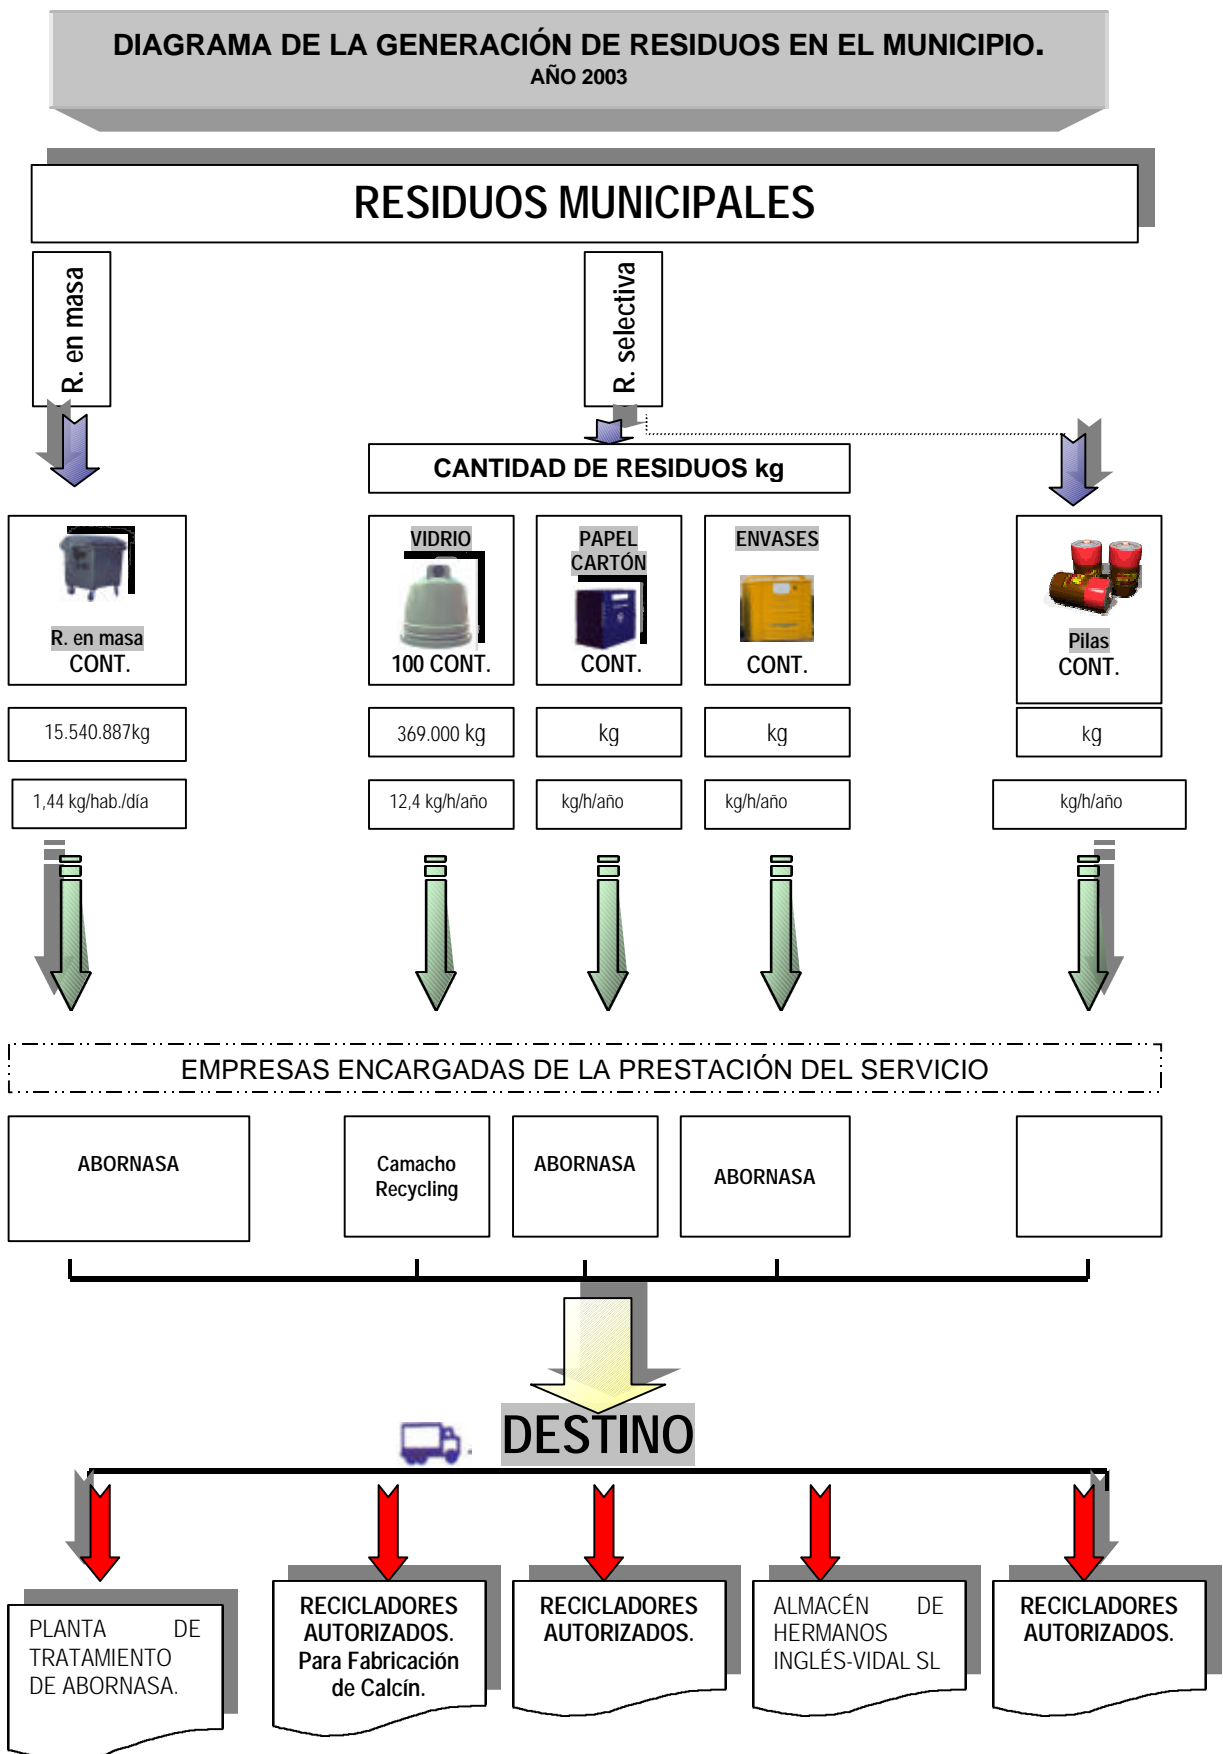 DIAGRAMA DE LA GENERACIÓN DE RESIDUOS EN EL MUNICIPIO.
AÑO 2003
RESIDUOS MUNICIPALES
R. en masa
R. selectiva
CANTIDAD DE RESIDUOS kg
R. en masa
CONT.
VIDRIO
100 CONT.
PAPEL
CARTÓN
CONT.
ENVASES
CONT.
Pilas
CONT.
15.540.887kg
369.000 kg
kg
kg
kg
1,44 kg/hab./día
12,4 kg/h/año
kg/h/año
kg/h/año
kg/h/año
EMPRESAS ENCARGADAS DE LA PRESTACIÓN DEL SERVICIO
ABORNASA
Camacho
Recycling
ABORNASA
ABORNASA
DESTINO
PLANTA DE
TRATAMIENTO
DE ABORNASA.
RECICLADORES
AUTORIZADOS.
Para Fabricación
de Calcín.
RECICLADORES
AUTORIZADOS.
ALMACÉN DE
HERMANOS
INGLÉS-VIDAL SL
RECICLADORES
AUTORIZADOS.